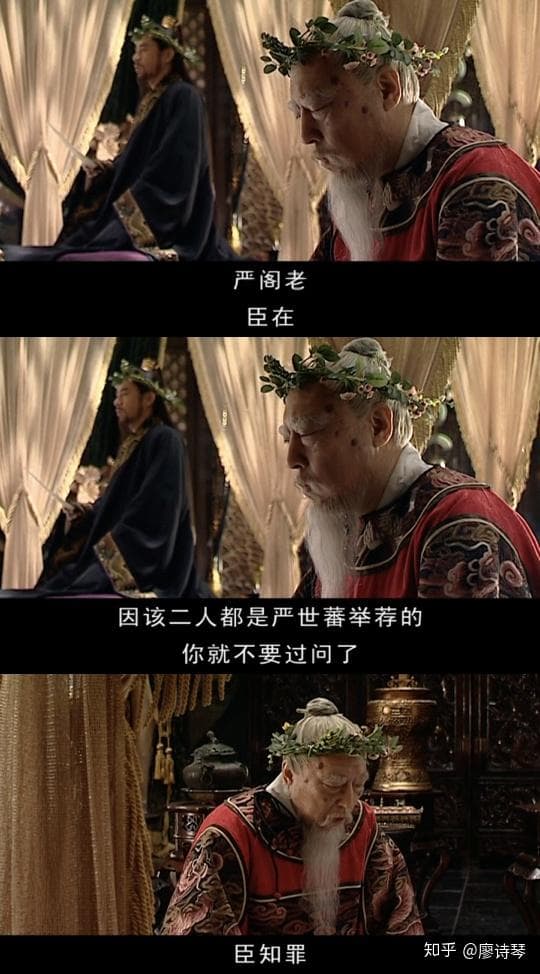 严阁老
臣在
因该二人都是严世蕃举荐的
你就不要过问了
臣知罪
知乎 @廖诗琴